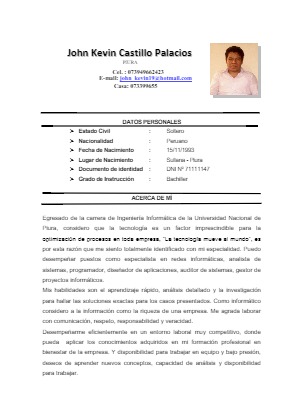 John Kevin Castillo Palacios
PIURA
Cel. : 073949662423
E-mail: john_kevin19@hotmail.com
Casa: 073399655
DATOS PERSONALES
➤ Estado Civil : Soltero
➤ Nacionalidad : Peruano
➤ Fecha de Nacimiento : 15/11/1993
➤ Lugar de Nacimiento : Sullana - Piura
➤ Documento de identidad : DNI Nº 71111147
➤ Grado de Instrucción : Bachiller
ACERCA DE MÍ
Egresado de la carrera de Ingeniería Informática de la Universidad Nacional de
Piura, considero que la tecnología es un factor imprescindible para la
optimización de procesos en toda empresa, "La tecnología mueve al mundo", es
por esta razón que me siento totalmente identificado con mi especialidad. Puedo
desempeñar puestos como especialista en redes informáticas, analista de
sistemas, programador, diseñador de aplicaciones, auditor de sistemas, gestor de
proyectos informáticos.
Mis habilidades son el aprendizaje rápido, análisis detallado y la investigación
para hallar las soluciones exactas para los casos presentados. Como informático
considero a la información como la riqueza de una empresa. Me agrada laborar
con comunicación, respeto, responsabilidad y veracidad.
Desempeñarme eficientemente en un entorno laboral muy competitivo, donde
pueda aplicar los conocimientos adquiridos en mi formación profesional en
bienestar de la empresa. Y disponibilidad para trabajar en equipo y bajo presión,
deseos de aprender nuevos conceptos, capacidad de análisis y disponibilidad
para trabajar.